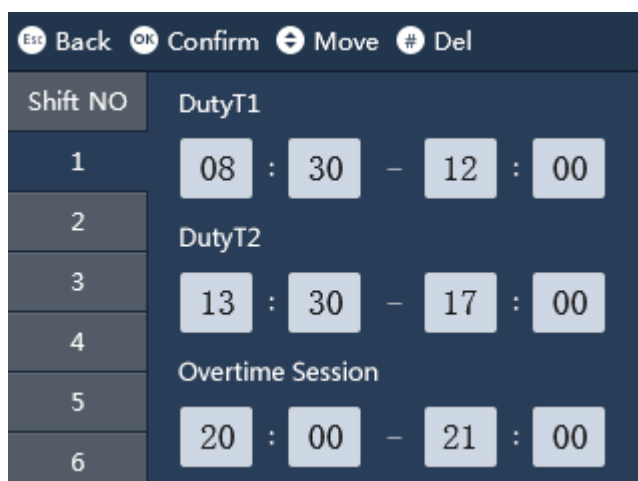 Esc Back OK Confirm Move # Del
Shift NO
DutyT1
1
08 : 30 – 12 : 00
2
DutyT2
3
13 : 30 – 17 : 00
4
Overtime Session
5
20 : 00 – 21 : 00
6